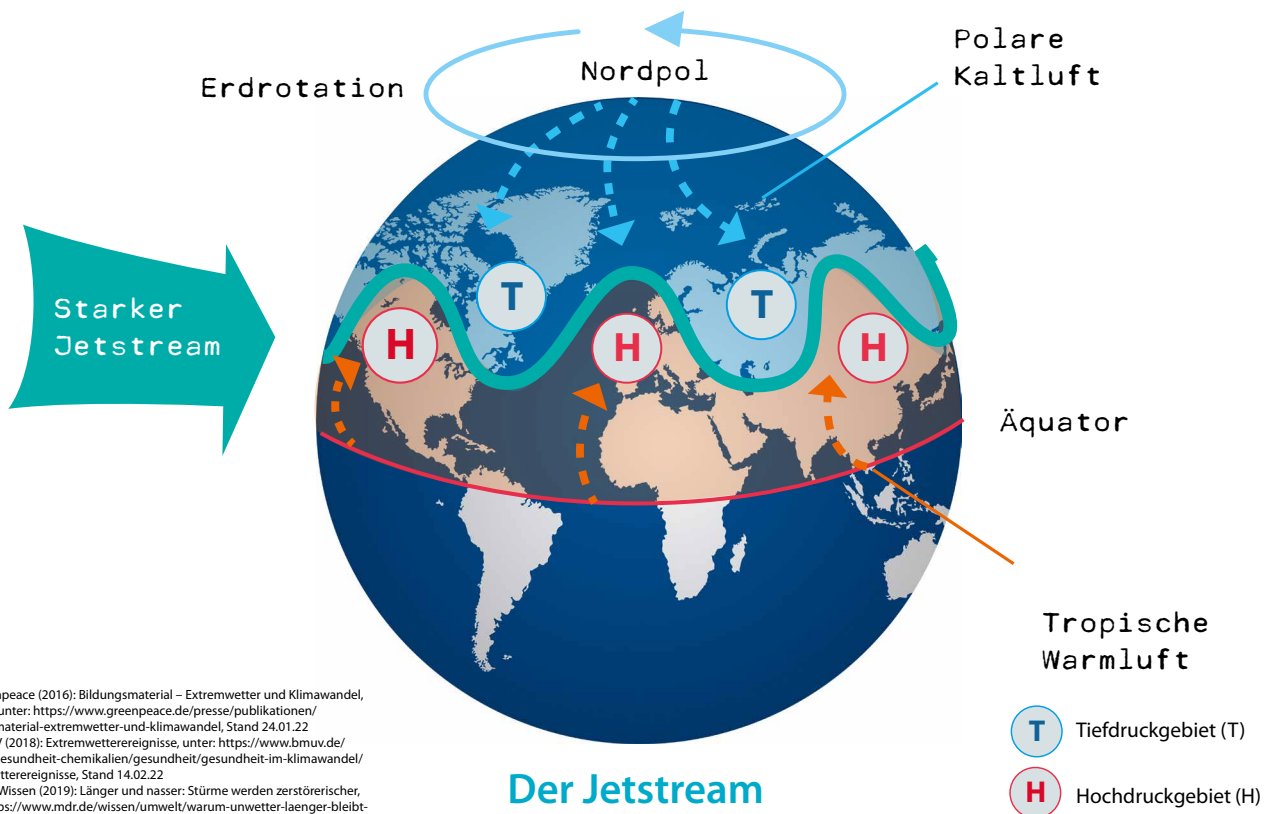 Polare
Kaltluft
Nordpol
Erdrotation
Starker
Jetstream
T
T
H
H
H
Äquator
Tropische
Warmluft
T Tiefdruckgebiet (T)
H Hochdruckgebiet (H)
Der Jetstream
npeace (2016): Bildungsmaterial – Extremwetter und Klimawandel,
unter: https://www.greenpeace.de/presse/publikationen/
material-extremwetter-und-klimawandel, Stand 24.01.22
(2018): Extremwetterereignisse, unter: https://www.bmuv.de/
esundheit-chemikalien/gesundheit/gesundheit-im-klimawandel/
tterereignisse, Stand 14.02.22
Wissen (2019): Länger und nasser: Stürme werden zerstörerischer,
ps://www.mdr.de/wissen/umwelt/warum-unwetter-laenger-bleibt-